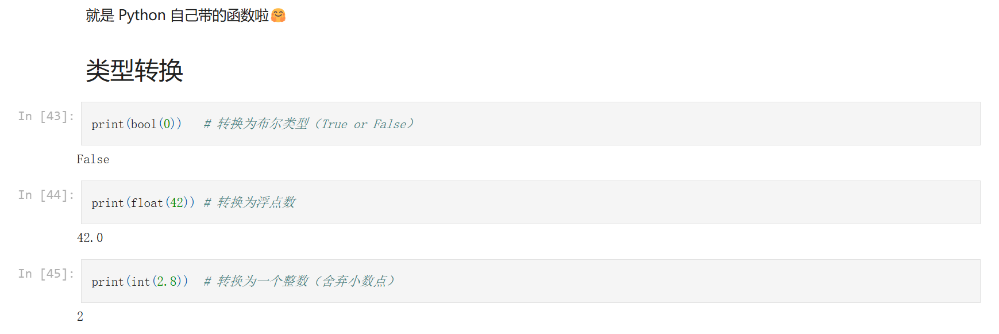 就是 Python 自己带的函数啦🤗
类型转换
In [43]:
print(bool(0))   # 转换为布尔类型（True or False）
False
In [44]:
print(float(42)) # 转换为浮点数
42.0
In [45]:
print(int(2.8))  # 转换为一个整数（舍弃小数点）
2